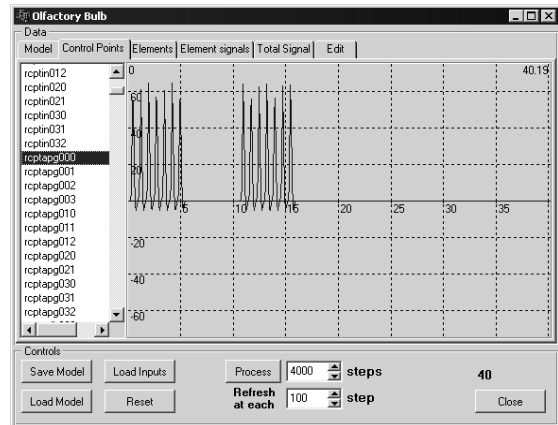 Olfactory Bulb
Data
Model Control Points Elements Element signals Total Signal Edit
rcptin012
rcptin020
rcptin021
rcptin030
rcptin031
rcptin032
rcptapg000
rcptapg001
rcptapg002
rcptapg003
rcptapg010
rcptapg011
rcptapg012
rcptapg020
rcptapg021
rcptapg030
rcptapg031
rcptapg032
0 40.19
60
40
20
5 10 15 20 25 30 35
-20
-40
-60
Controls
Save Model Load Inputs Process 4000 steps 40
Load Model Reset Refresh at each 100 step Close